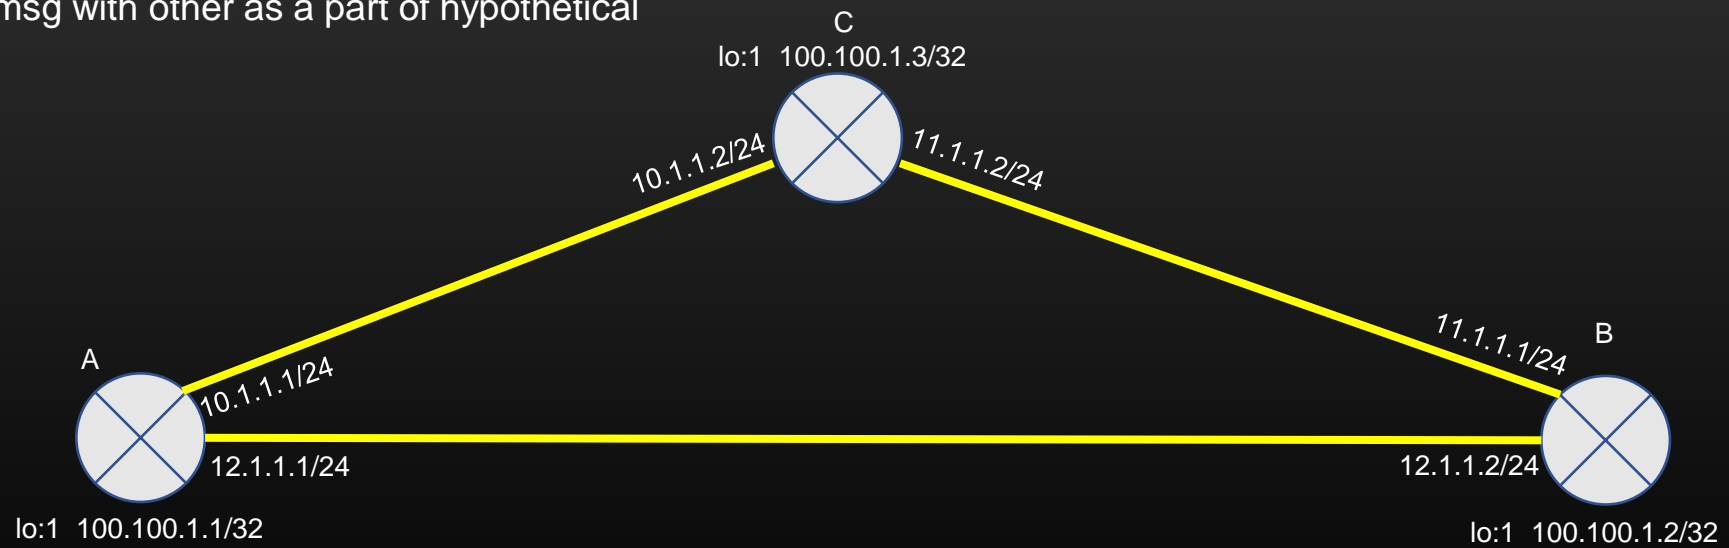 msg with other as a part of hypothetical
C
lo:1 100.100.1.3/32
10.1.1.2/24
11.1.1.2/24
A
10.1.1.1/24
11.1.1.1/24
B
12.1.1.1/24
12.1.1.2/24
lo:1 100.100.1.1/32
lo:1 100.100.1.2/32